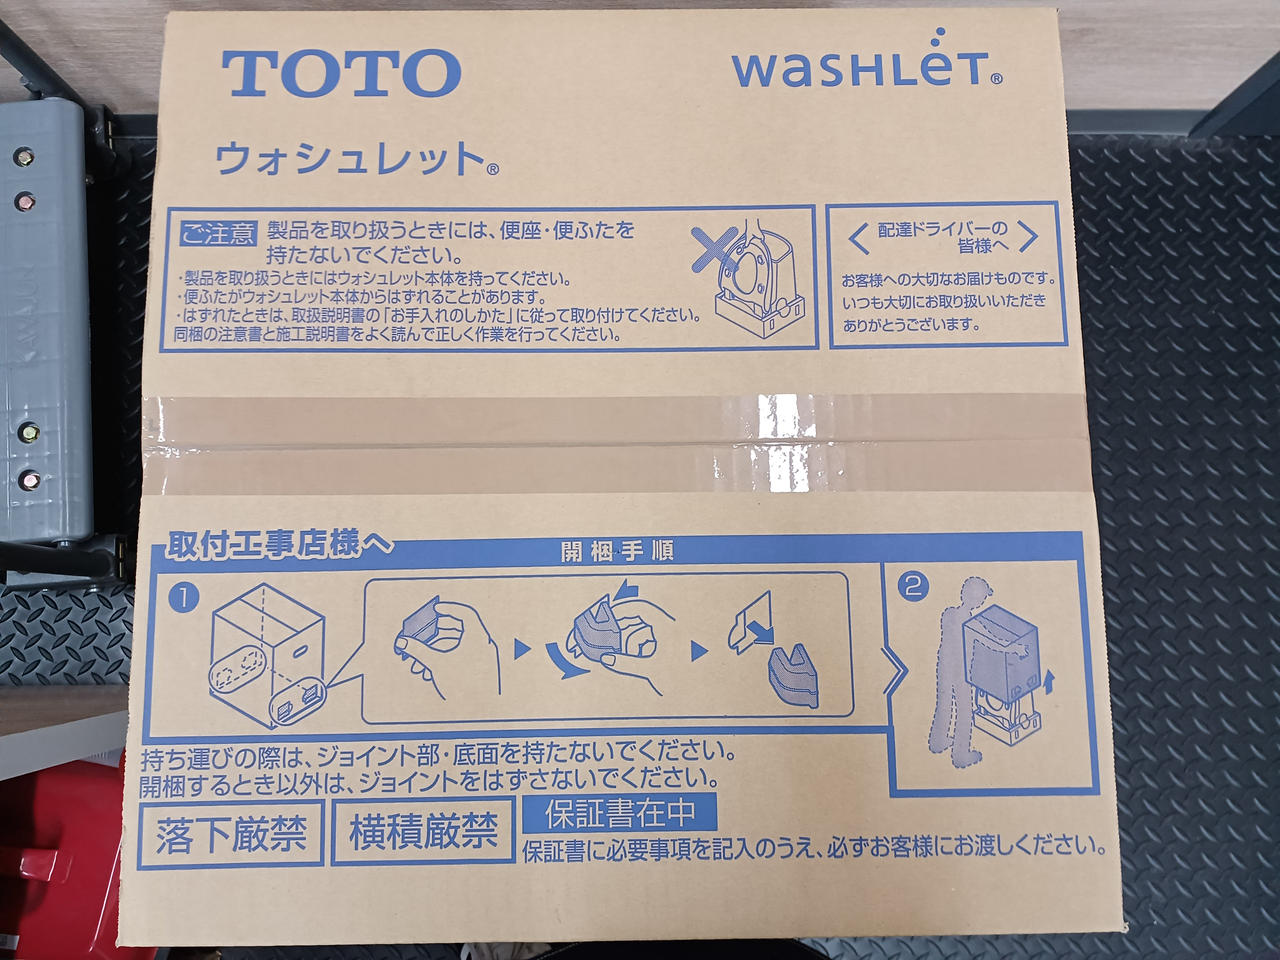 TOTO
WASHLET®
ウォシュレット®
ご注意 製品を取り扱うときには、便座・便ふたを
持たないでください。
・製品を取り扱うときにはウォシュレット本体を持ってください。
・便ふたがウォシュレット本体からはずれることがあります。
・はずれたときは、取扱説明書の「お手入れのしかた」に従って取り付けてください。
同梱の注意書と施工説明書をよく読んで正しく作業を行ってください。
配達ドライバーの
皆様へ
お客様への大切なお届けものです。
いつも大切にお取り扱いいただき
ありがとうございます。
取付工事店様へ
開梱手順
1
2
持ち運びの際は、ジョイント部・底面を持たないでください。
開梱するとき以外は、ジョイントをはずさないでください。
落下厳禁
横積厳禁
保証書在中
保証書に必要事項を記入のうえ、必ずお客様にお渡しください。